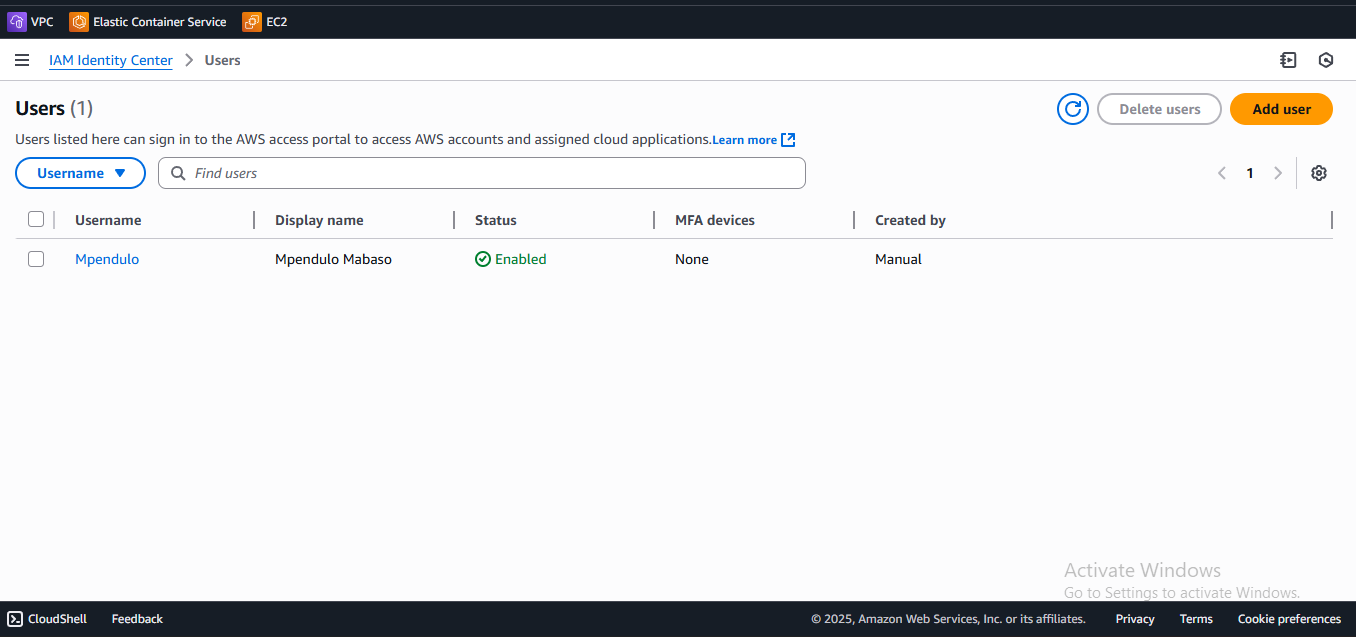 VPC Elastic Container Service EC2
IAM Identity Center Users
Users (1)
Delete users Add user
Users listed here can sign in to the AWS access portal to access AWS accounts and assigned cloud applications.Learn more
Username Find users 1
Username Display name Status MFA devices Created by
Mpendulo Mpendulo Mabaso Enabled None Manual
Activate Windows
Go to Settings to activate Windows.
CloudShell Feedback © 2025, Amazon Web Services, Inc. or its affiliates. Privacy Terms Cookie preferences